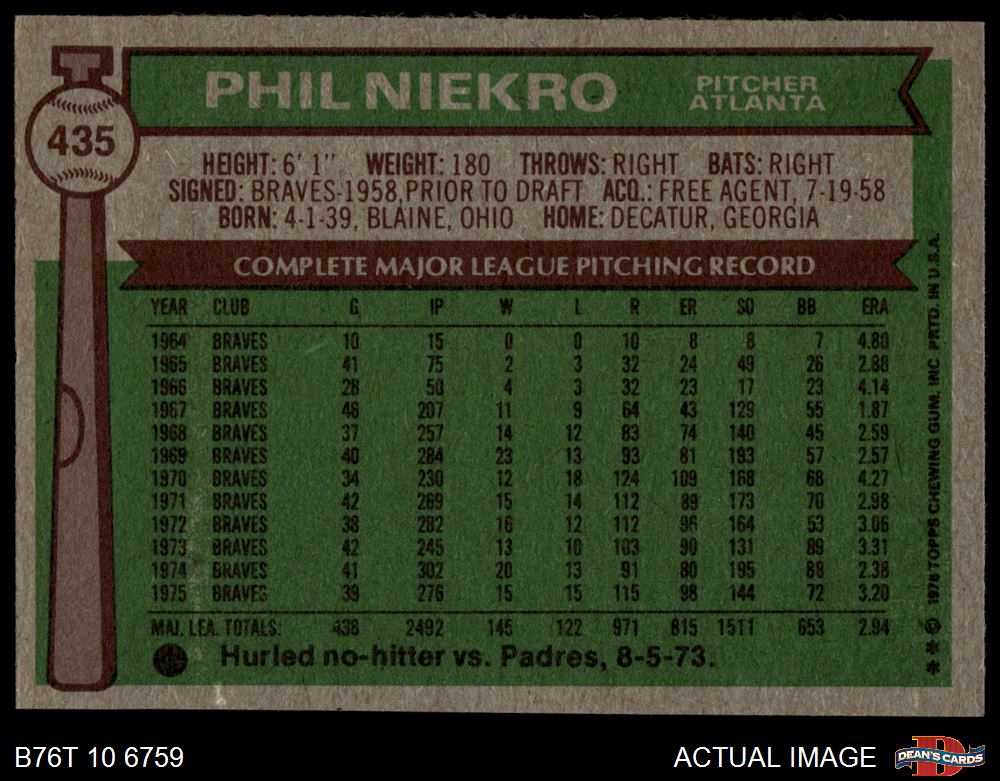 PHIL NIEKRO
PITCHER
ATLANTA
435
HEIGHT: 6' 1" WEIGHT: 180 THROWS: RIGHT BATS: RIGHT
SIGNED: BRAVES-1958, PRIOR TO DRAFT ACQ.: FREE AGENT, 7-19-58
BORN: 4-1-39, BLAINE, OHIO HOME: DECATUR, GEORGIA
COMPLETE MAJOR LEAGUE PITCHING RECORD
YEAR CLUB G IP W L R ER SO BB ERA
1964 BRAVES 10 15 0 0 10 8 8 7 4.80
1965 BRAVES 41 75 2 3 32 24 49 26 2.88
1966 BRAVES 28 50 4 3 32 23 17 23 4.14
1967 BRAVES 46 207 11 9 64 43 129 55 1.87
1968 BRAVES 37 257 14 12 83 74 140 45 2.59
1969 BRAVES 40 284 23 13 93 81 193 57 2.57
1970 BRAVES 34 230 12 18 124 109 168 68 4.27
1971 BRAVES 42 269 15 14 112 89 173 70 2.98
1972 BRAVES 38 282 16 12 112 96 164 53 3.06
1973 BRAVES 42 245 13 10 103 90 131 89 3.31
1974 BRAVES 41 302 20 13 91 80 195 88 2.38
1975 BRAVES 39 276 15 15 115 98 144 72 3.20
MAJ. LEA. TOTALS: 438 2492 145 122 971 815 1511 653 2.94
Hurled no-hitter vs. Padres, 8-5-73.
* * © 1976 TOPPS CHEWING GUM, INC. PRTD. IN U.S.A.
B76T 10 6759
ACTUAL IMAGE
D
DEAN'S CARDS